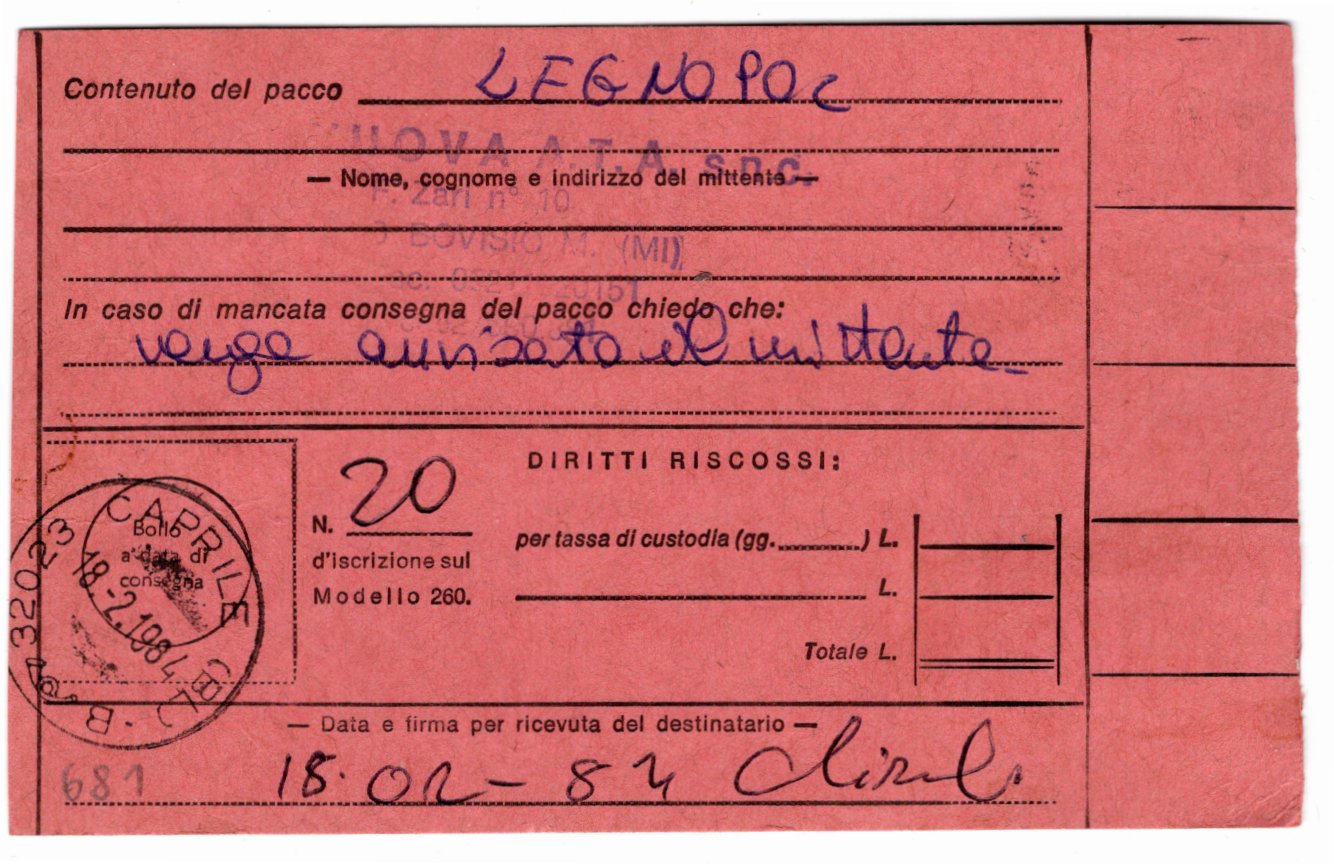 Contenuto del pacco LEGNO POC
NUOVA A.T.A. s.n.c.
— Nome, cognome e indirizzo del mittente —
F. Zari n° 10
BOVISIO M. (MI)
In caso di mancata consegna del pacco chiedo che:
venga avvisato il mittente
DIRITTI RISCOSSI:
N. 20
d'iscrizione sul
Modello 260.
per tassa di custodia (gg. ) L.
L.
Totale L.
Bollo
a data di
consegna
32023 CAPRILE (BL)
18.-2.1984
— Data e firma per ricevuta del destinatario —
18.02-84
681